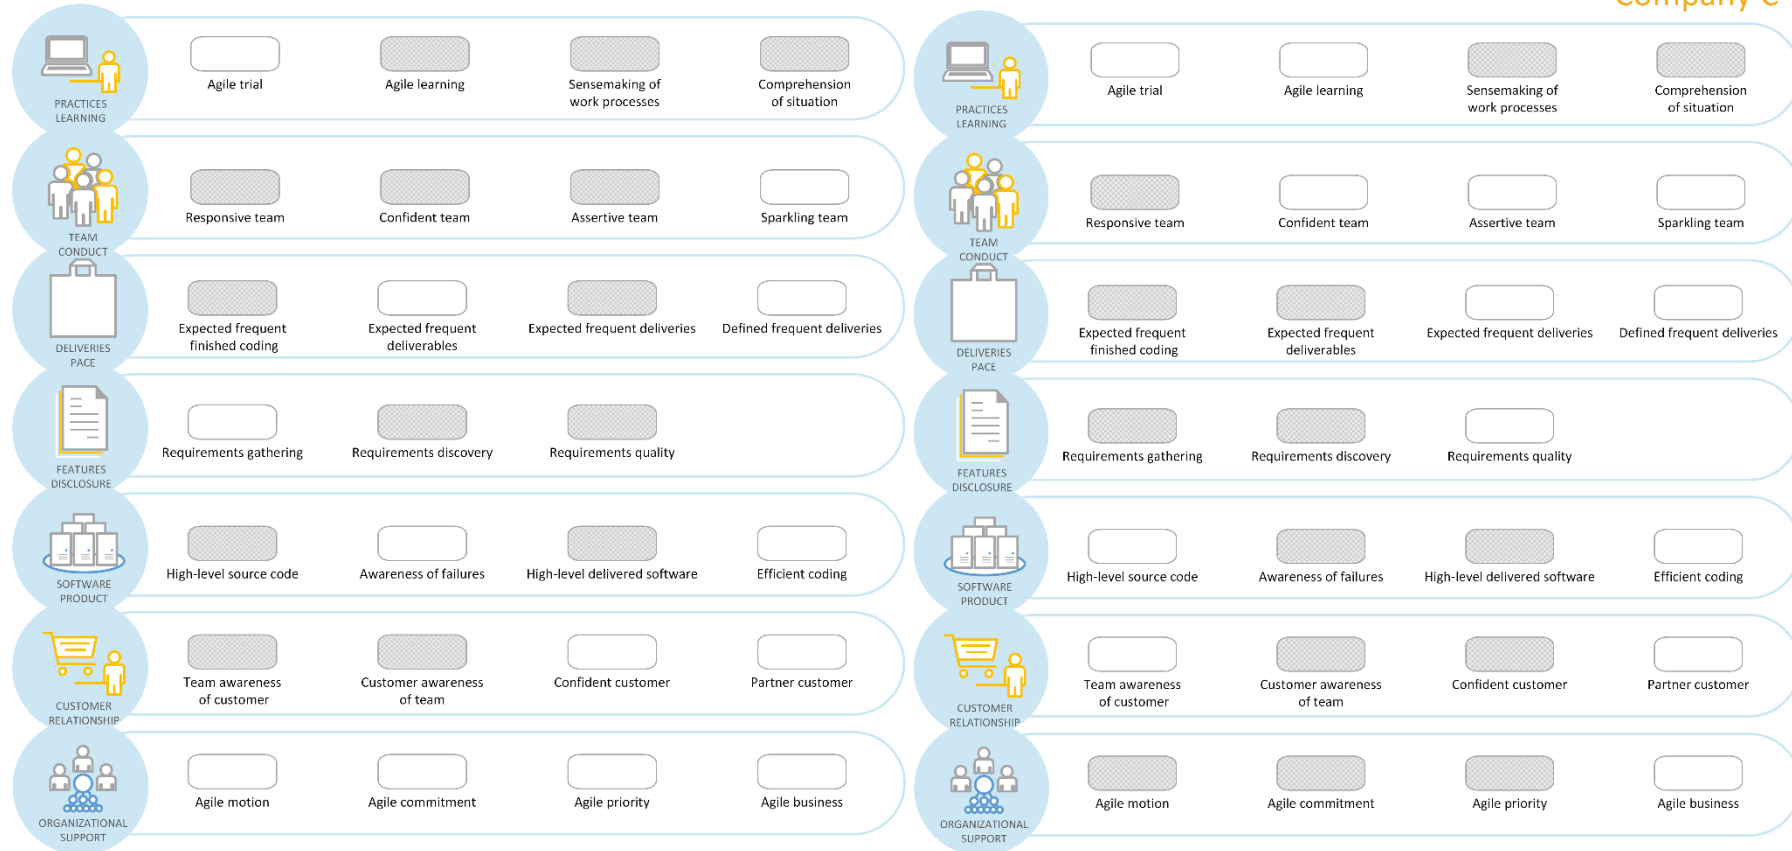 Company C
Agile trial
Agile learning
Sensemaking of
work processes
Comprehension
of situation
PRACTICES
LEARNING
Responsive team
Confident team
Assertive team
Sparkling team
TEAM
CONDUCT
Expected frequent
finished coding
Expected frequent
deliverables
Expected frequent deliveries
Defined frequent deliveries
DELIVERIES
PACE
Requirements gathering
Requirements discovery
Requirements quality
FEATURES
DISCLOSURE
High-level source code
Awareness of failures
High-level delivered software
Efficient coding
SOFTWARE
PRODUCT
Team awareness
of customer
Customer awareness
of team
Confident customer
Partner customer
CUSTOMER
RELATIONSHIP
Agile motion
Agile commitment
Agile priority
Agile business
ORGANIZATIONAL
SUPPORT
Agile trial
Agile learning
Sensemaking of
work processes
Comprehension
of situation
PRACTICES
LEARNING
Responsive team
Confident team
Assertive team
Sparkling team
TEAM
CONDUCT
Expected frequent
finished coding
Expected frequent
deliverables
Expected frequent deliveries
Defined frequent deliveries
DELIVERIES
PACE
Requirements gathering
Requirements discovery
Requirements quality
FEATURES
DISCLOSURE
High-level source code
Awareness of failures
High-level delivered software
Efficient coding
SOFTWARE
PRODUCT
Team awareness
of customer
Customer awareness
of team
Confident customer
Partner customer
CUSTOMER
RELATIONSHIP
Agile motion
Agile commitment
Agile priority
Agile business
ORGANIZATIONAL
SUPPORT